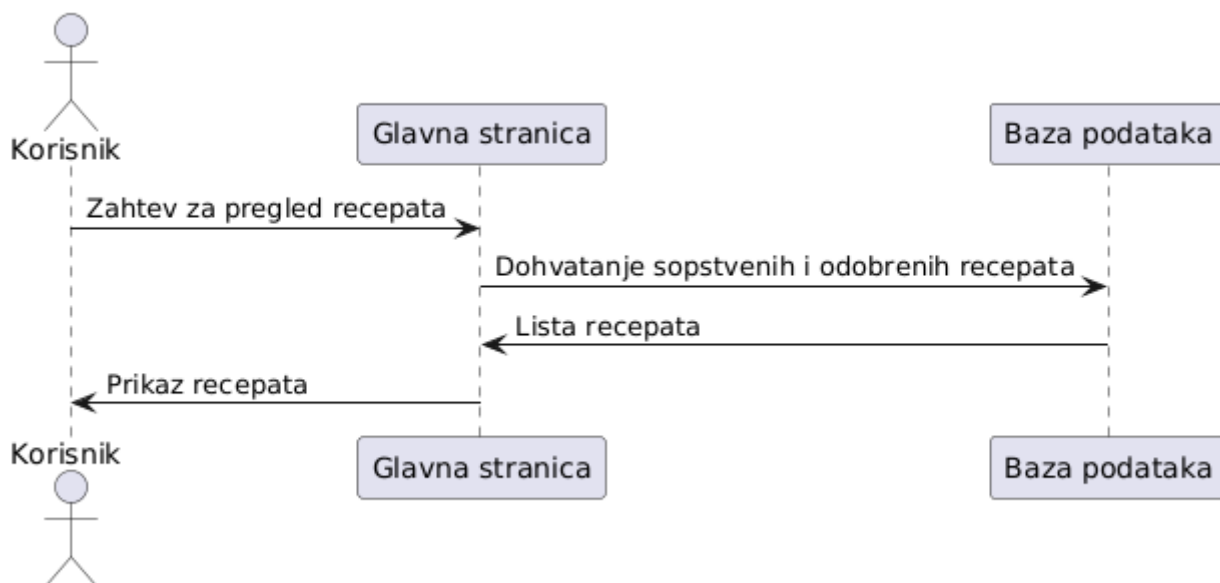 Korisnik
Glavna stranica
Baza podataka
Zahtev za pregled recepata
Dohvatanje sopstvenih i odobrenih recepata
Lista recepata
Prikaz recepata
Korisnik
Glavna stranica
Baza podataka